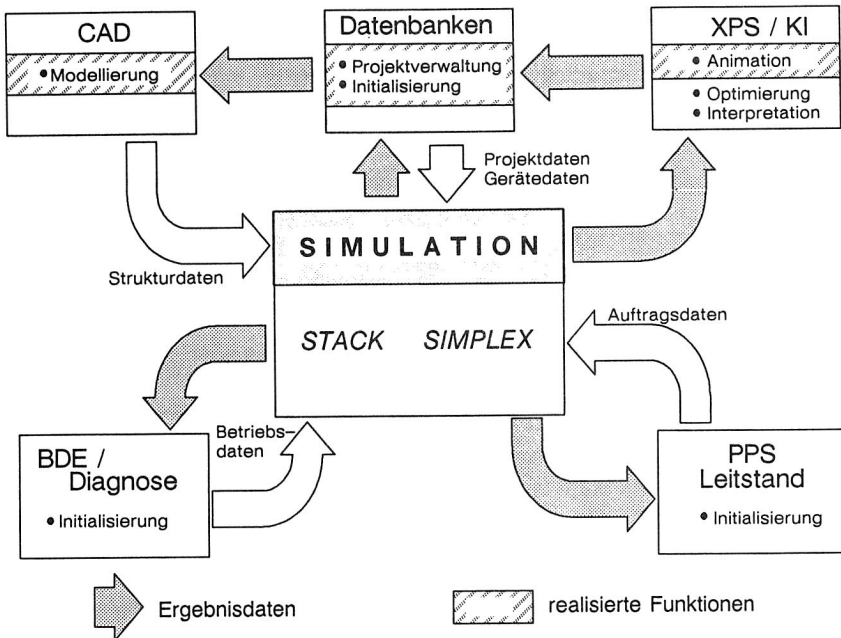 CAD
• Modellierung
Datenbanken
• Projektverwaltung
• Initialisierung
XPS / KI
• Animation
• Optimierung
• Interpretation
Projektdaten
Gerätedaten
Strukturdaten
SIMULATION
STACK SIMPLEX
Auftragsdaten
Betriebs-
daten
BDE /
Diagnose
• Initialisierung
PPS
Leitstand
• Initialisierung
Ergebnisdaten
realisierte Funktionen